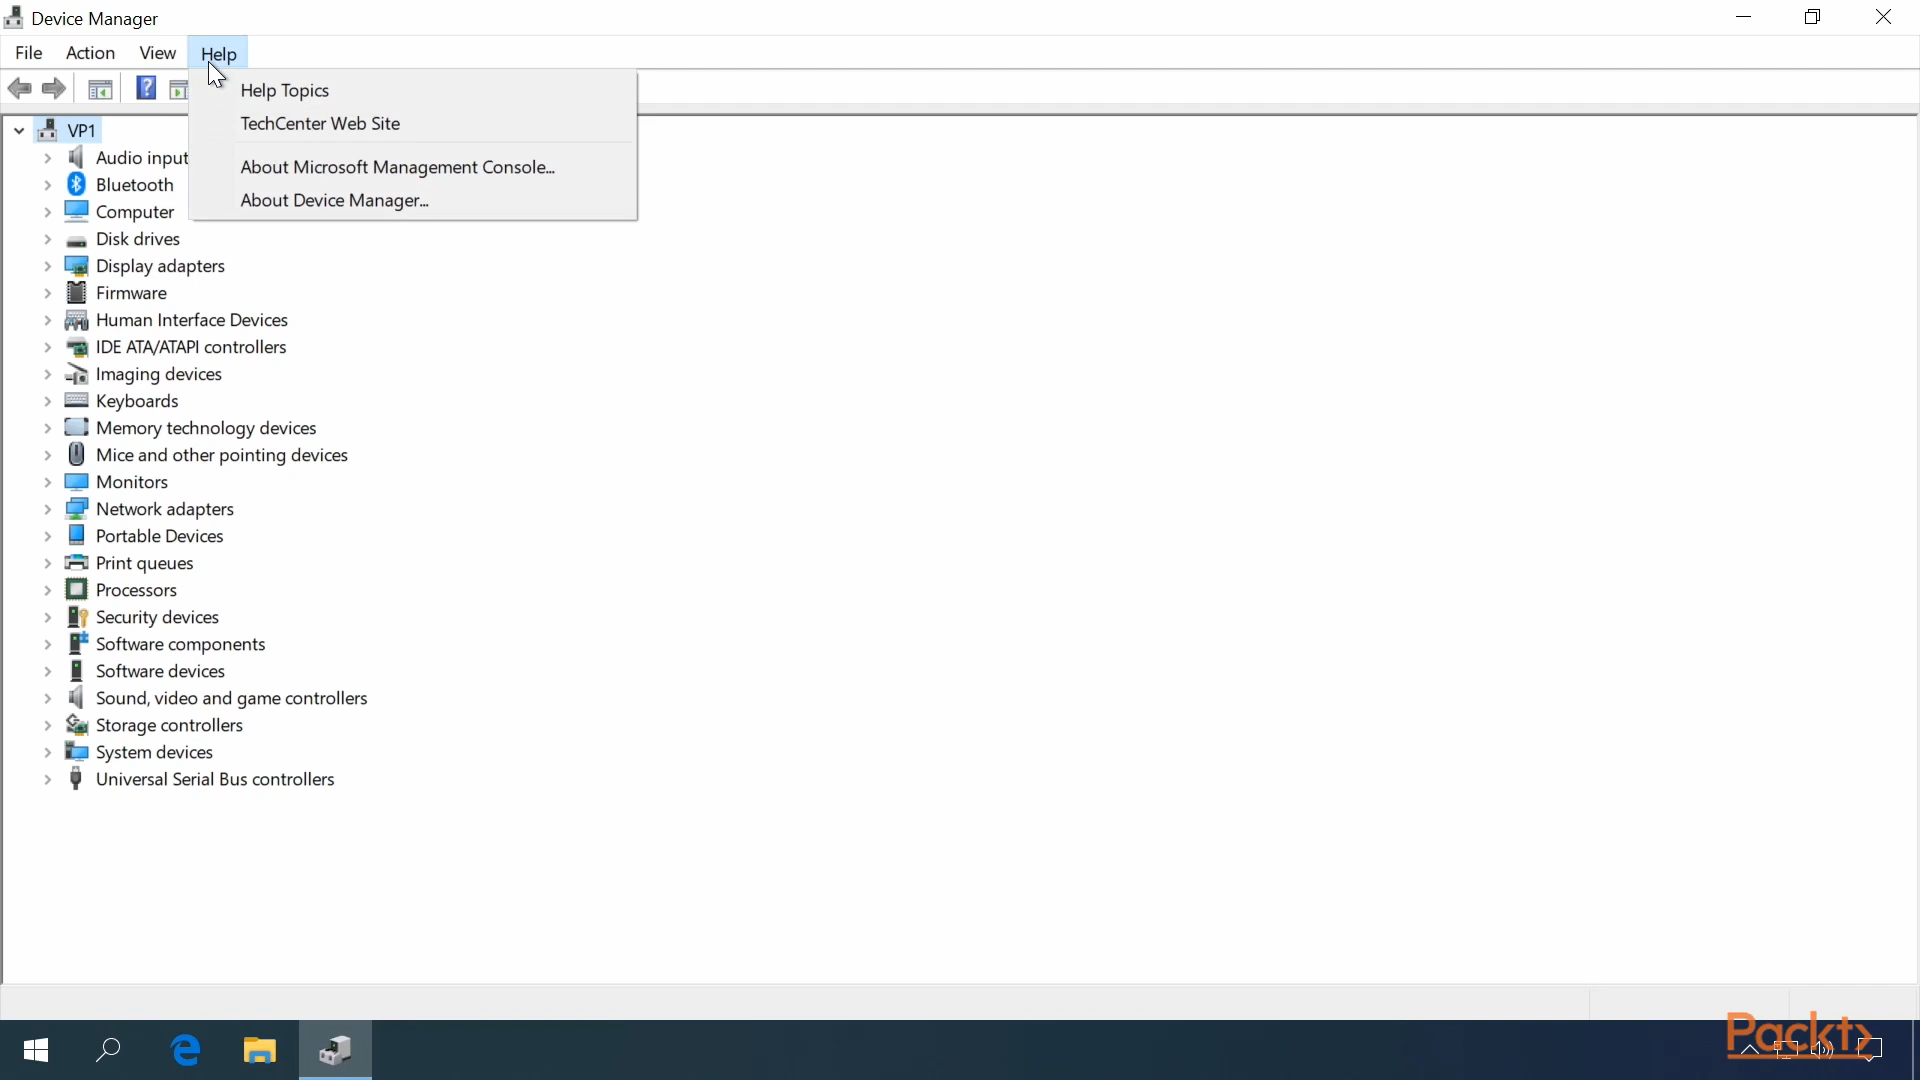 Device Manager
File Action View Help
Help Topics
TechCenter Web Site
About Microsoft Management Console...
About Device Manager...
VP1
Audio input
Bluetooth
Computer
Disk drives
Display adapters
Firmware
Human Interface Devices
IDE ATA/ATAPI controllers
Imaging devices
Keyboards
Memory technology devices
Mice and other pointing devices
Monitors
Network adapters
Portable Devices
Print queues
Processors
Security devices
Software components
Software devices
Sound, video and game controllers
Storage controllers
System devices
Universal Serial Bus controllers
Packt>